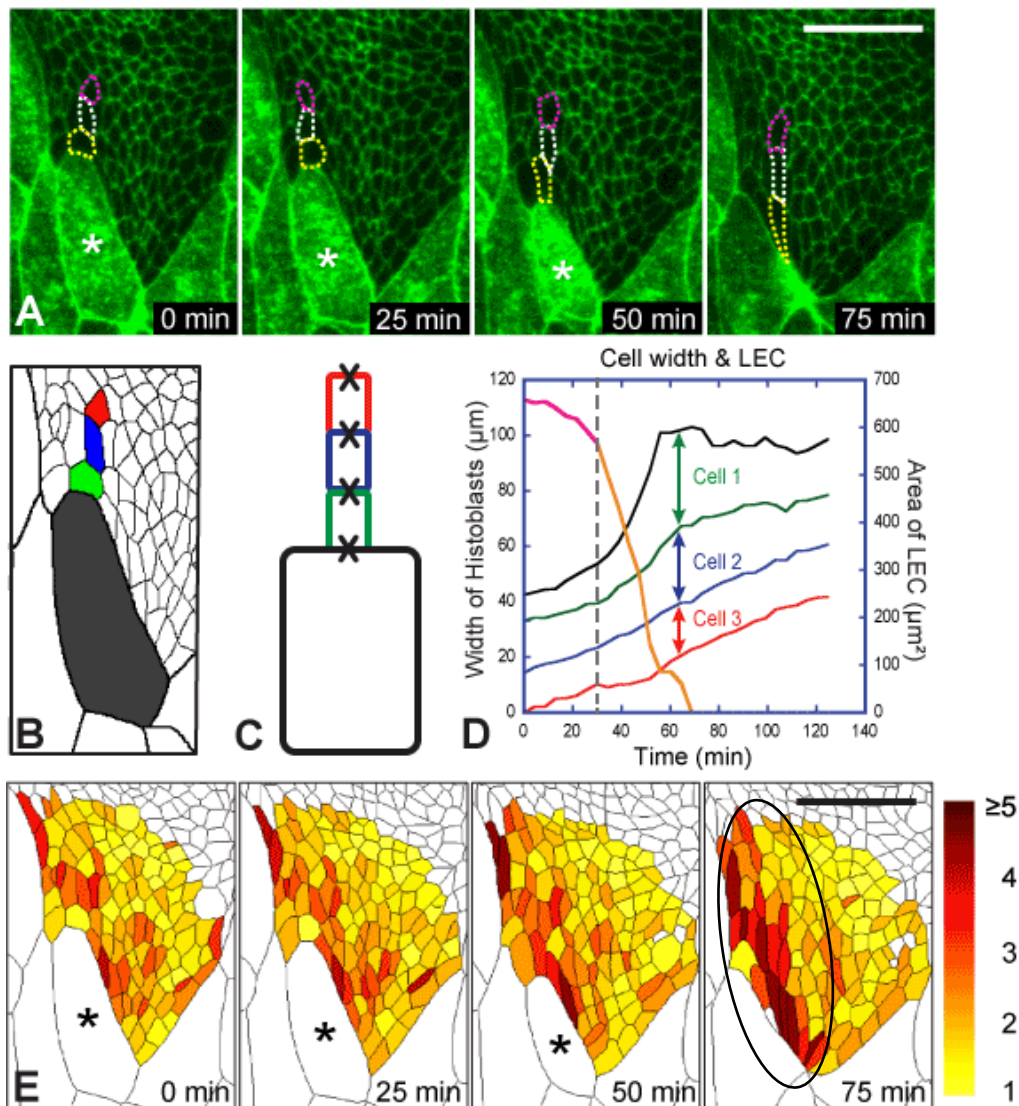 *
*
*
A
0 min
25 min
50 min
75 min
B
C
D
Cell width & LEC
Width of Histoblasts (µm)
120
100
80
60
40
20
0
Cell 1
Cell 2
Cell 3
700
600
500
400
300
200
100
0
Area of LEC (µm²)
0 20 40 60 80 100 120 140
Time (min)
*
*
*
E
0 min
25 min
50 min
75 min
≥5
4
3
2
1